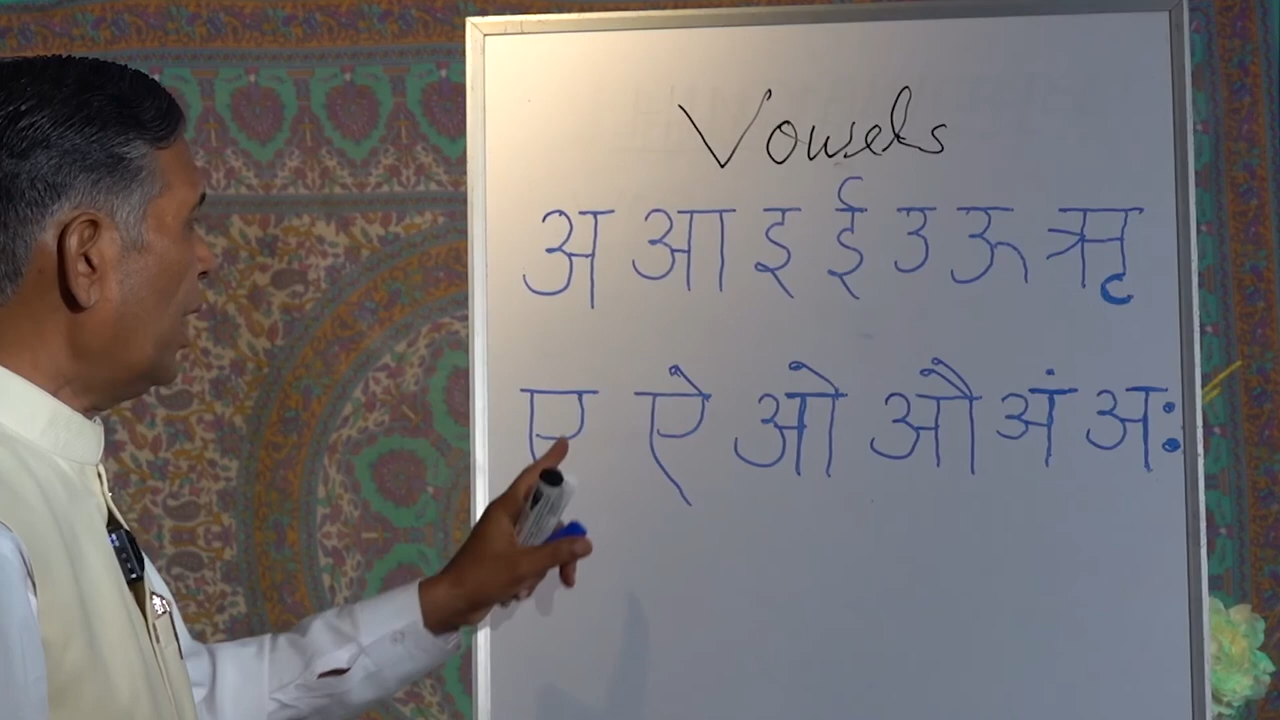 Vowels
अ आ इ ई उ ऊ ऋ
ए ऐ ओ औ अं अः